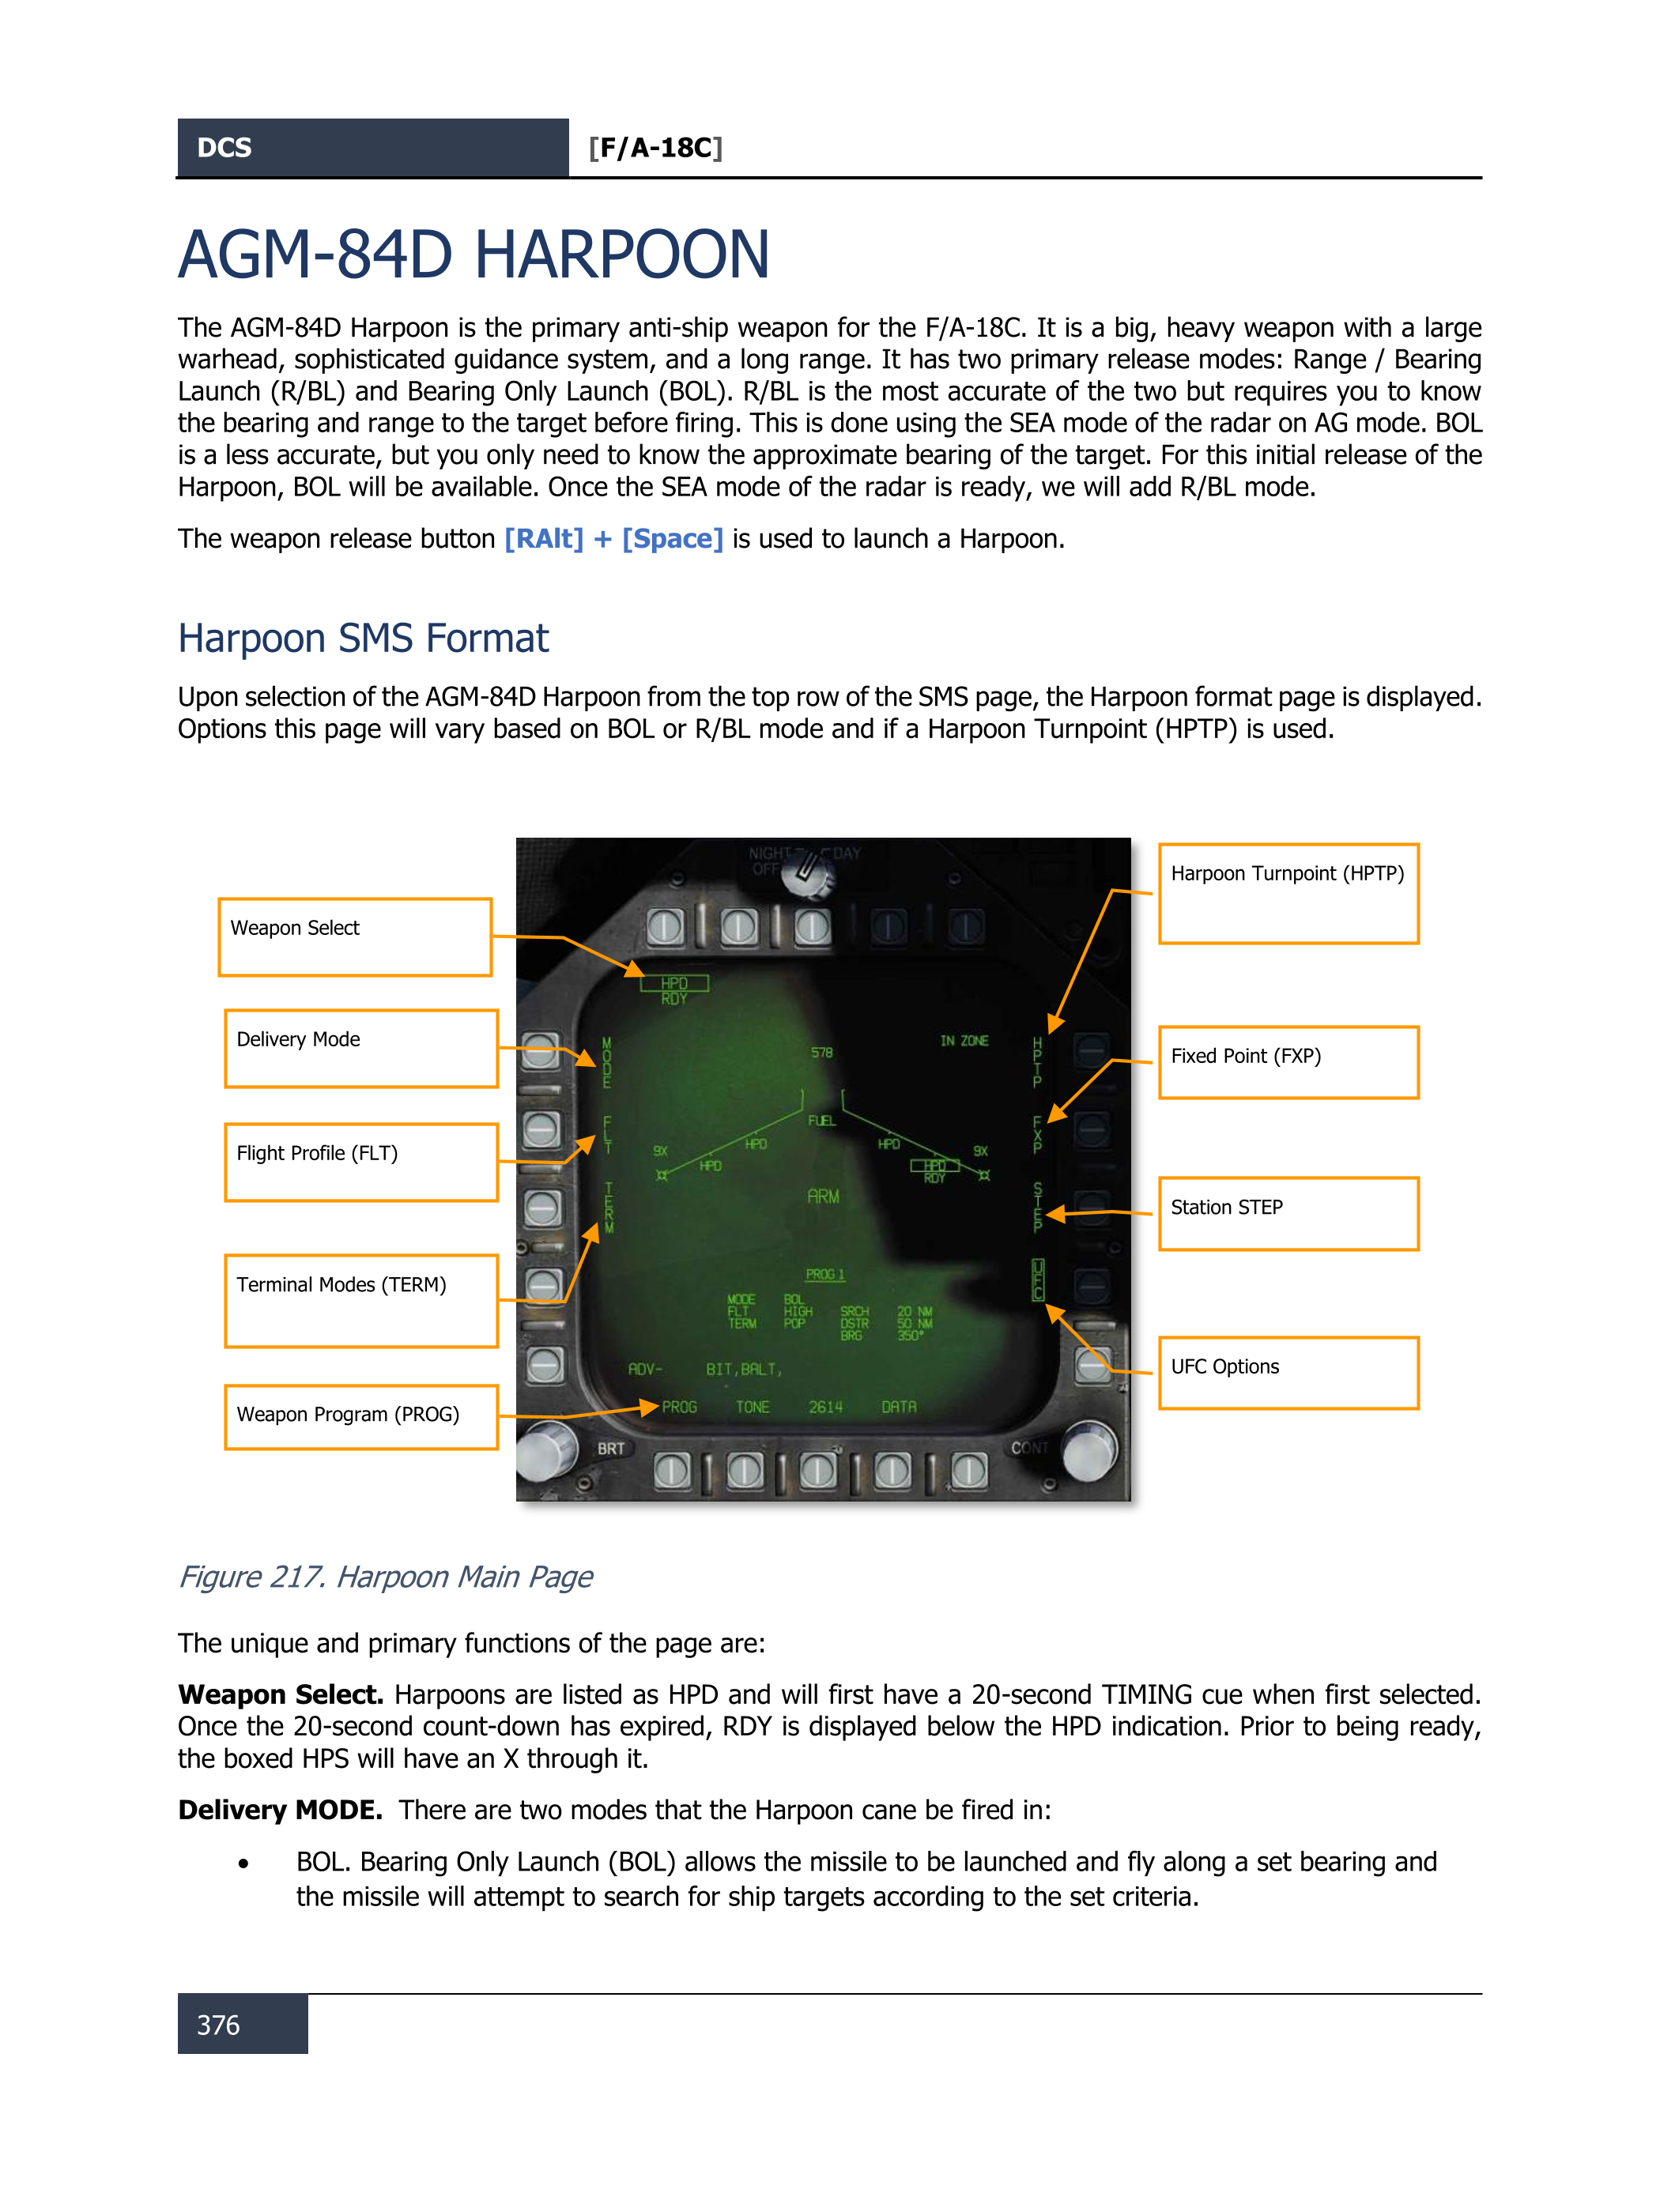 DCS
[F/A-18C]
AGM-84D HARPOON
The AGM-84D Harpoon is the primary anti-ship weapon for the F/A-18C. It is a big, heavy weapon with a large
warhead, sophisticated guidance system, and a long range. It has two primary release modes: Range / Bearing
Launch (R/BL) and Bearing Only Launch (BOL). R/BL is the most accurate of the two but requires you to know
the bearing and range to the target before firing. This is done using the SEA mode of the radar on AG mode. BOL
is a less accurate, but you only need to know the approximate bearing of the target. For this initial release of the
Harpoon, BOL will be available. Once the SEA mode of the radar is ready, we will add R/BL mode.
The weapon release button [RAlt] + [Space] is used to launch a Harpoon.
Harpoon SMS Format
Upon selection of the AGM-84D Harpoon from the top row of the SMS page, the Harpoon format page is displayed.
Options this page will vary based on BOL or R/BL mode and if a Harpoon Turnpoint (HPTP) is used.
Weapon Select
Delivery Mode
Flight Profile (FLT)
Terminal Modes (TERM)
Weapon Program (PROG)
NIGHT DAY
OFF
HPD
RDY
MODE
FLT
TERM
578
IN ZONE
FUEL
9X
HPD
HPD
HPD
9X
HPD
RDY
ARM
PROG 1
MODE BOL
FLT HIGH SRCH 20 NM
TERM POP DSTR 50 NM
BRG 350°
ADV- BIT,BALT,
PROG TONE 2614 DATA
BRT
CONT
HPTP
FXP
STEP
UFC
Harpoon Turnpoint (HPTP)
Fixed Point (FXP)
Station STEP
UFC Options
Figure 217. Harpoon Main Page
The unique and primary functions of the page are:
Weapon Select. Harpoons are listed as HPD and will first have a 20-second TIMING cue when first selected.
Once the 20-second count-down has expired, RDY is displayed below the HPD indication. Prior to being ready,
the boxed HPS will have an X through it.
Delivery MODE. There are two modes that the Harpoon cane be fired in:
• BOL. Bearing Only Launch (BOL) allows the missile to be launched and fly along a set bearing and
the missile will attempt to search for ship targets according to the set criteria.
376